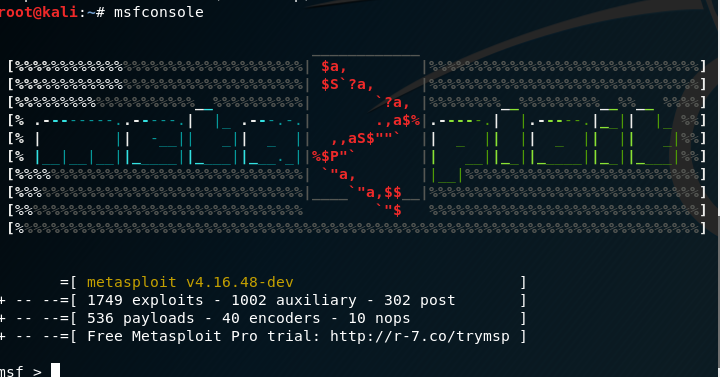 root@kali:~# msfconsole
metasploit
=[ metasploit v4.16.48-dev ]
+ -- --=[ 1749 exploits - 1002 auxiliary - 302 post ]
+ -- --=[ 536 payloads - 40 encoders - 10 nops ]
+ -- --=[ Free Metasploit Pro trial: http://r-7.co/trymsp ]
msf >